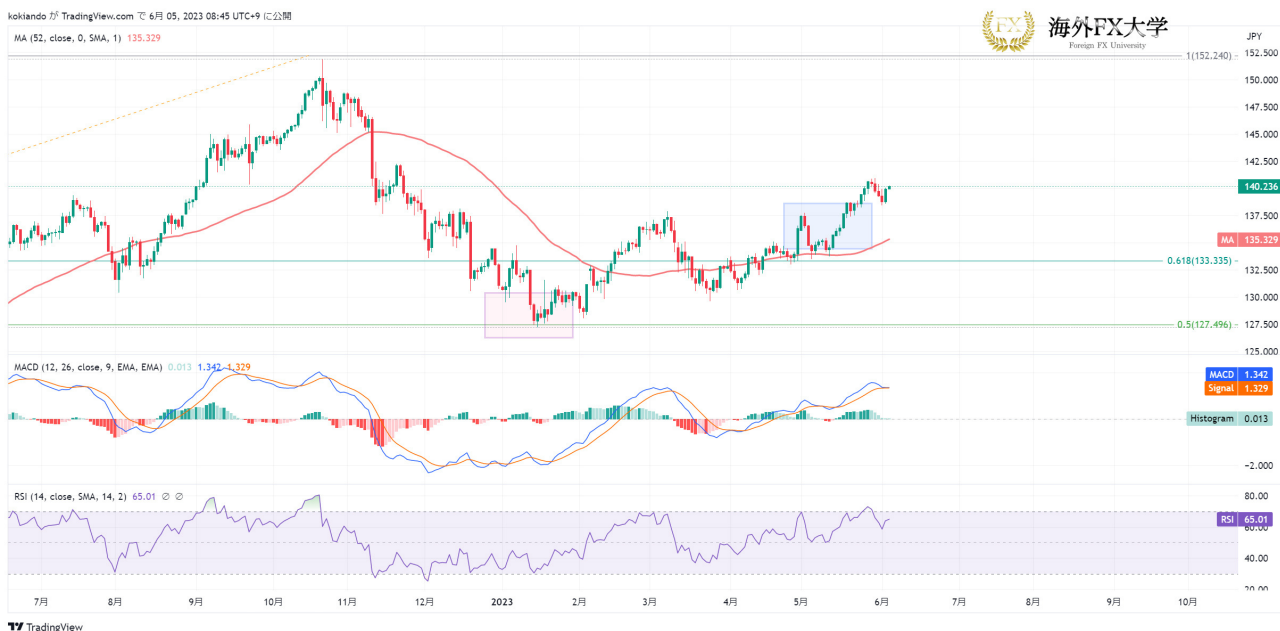 kokiando が TradingView.com で 6月 05, 2023 08:45 UTC+9 に公開
FX 海外FX大学
Foreign FX University
MA (52, close, 0, SMA, 1) 135.329
JPY
152.500
1(152.240)
150.000
147.500
145.000
142.500
140.236
137.500
MA 135.329
0.618(133.335)
132.500
130.000
0.5(127.496)
127.500
125.000
MACD (12, 26, close, 9, EMA, EMA) 0.013 1.342 1.329
MACD 1.342
Signal 1.329
Histogram 0.013
−2.000
RSI (14, close, SMA, 14, 2) 65.01 ∅ ∅
80.00
RSI 65.01
60.00
40.00
20.00
7月 8月 9月 10月 11月 12月 2023 2月 3月 4月 5月 6月 7月 8月 9月 10月
TradingView